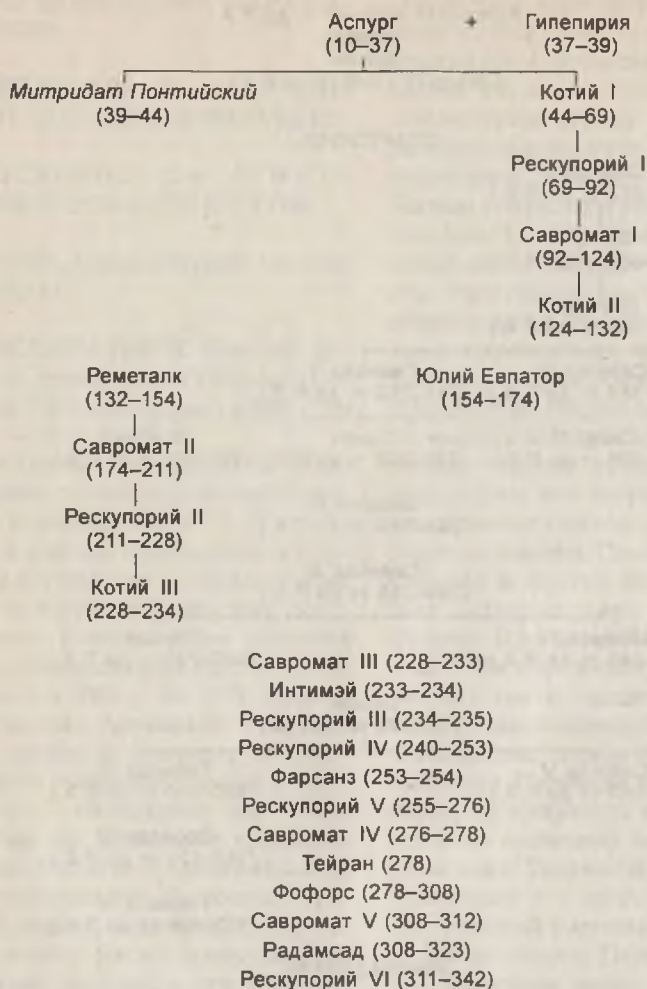 Аспург + Гипепирия
(10–37) (37–39)
Митридат Понтийский Котий I
(39–44) (44–69)
Рескупорий I
(69–92)
Савромат I
(92–124)
Котий II
(124–132)
Реметалк Юлий Евпатор
(132–154) (154–174)
Савромат II
(174–211)
Рескупорий II
(211–228)
Котий III
(228–234)
Савромат III (228–233)
Интимэй (233–234)
Рескупорий III (234–235)
Рескупорий IV (240–253)
Фарсанз (253–254)
Рескупорий V (255–276)
Савромат IV (276–278)
Тейран (278)
Фофорс (278–308)
Савромат V (308–312)
Радамсад (308–323)
Рескупорий VI (311–342)